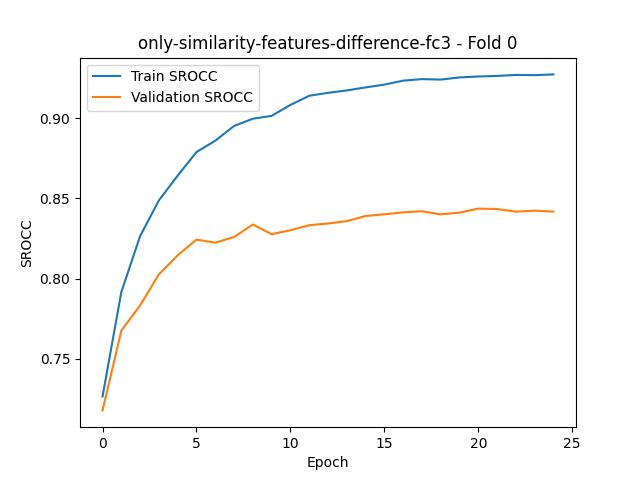 only-similarity-features-difference-fc3 - Fold 0
Train SROCC
Validation SROCC
0.90
0.85
0.80
0.75
SROCC
0 5 10 15 20 25
Epoch